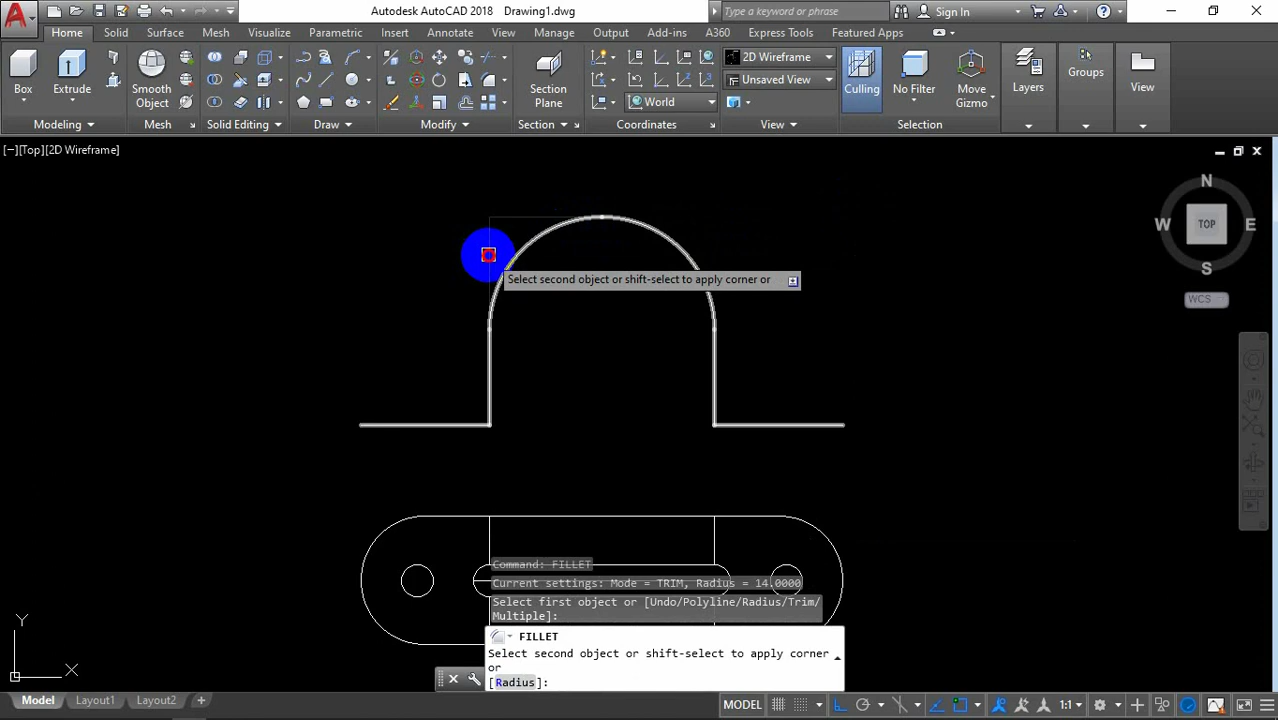 Autodesk AutoCAD 2018 Drawing1.dwg
Type a keyword or phrase
Sign In
Home Solid Surface Mesh Visualize Parametric Insert Annotate View Manage Output Add-ins A360 Express Tools Featured Apps
Box
Extrude
Smooth
Object
Section
Plane
World
2D Wireframe
Unsaved View
Culling
No Filter
Move
Gizmo
Layers
Groups
View
Modeling Mesh Solid Editing Draw Modify Section Coordinates View Selection
[−][Top][2D Wireframe]
N
W TOP E
S
WCS
Select second object or shift-select to apply corner or
Command: FILLET
Current settings: Mode = TRIM, Radius = 14.0000
Select first object or [Undo/Polyline/Radius/Trim/
Multiple]:
FILLET
Select second object or shift-select to apply corner
or
[Radius]:
Y
X
Model Layout1 Layout2 +
MODEL
1:1